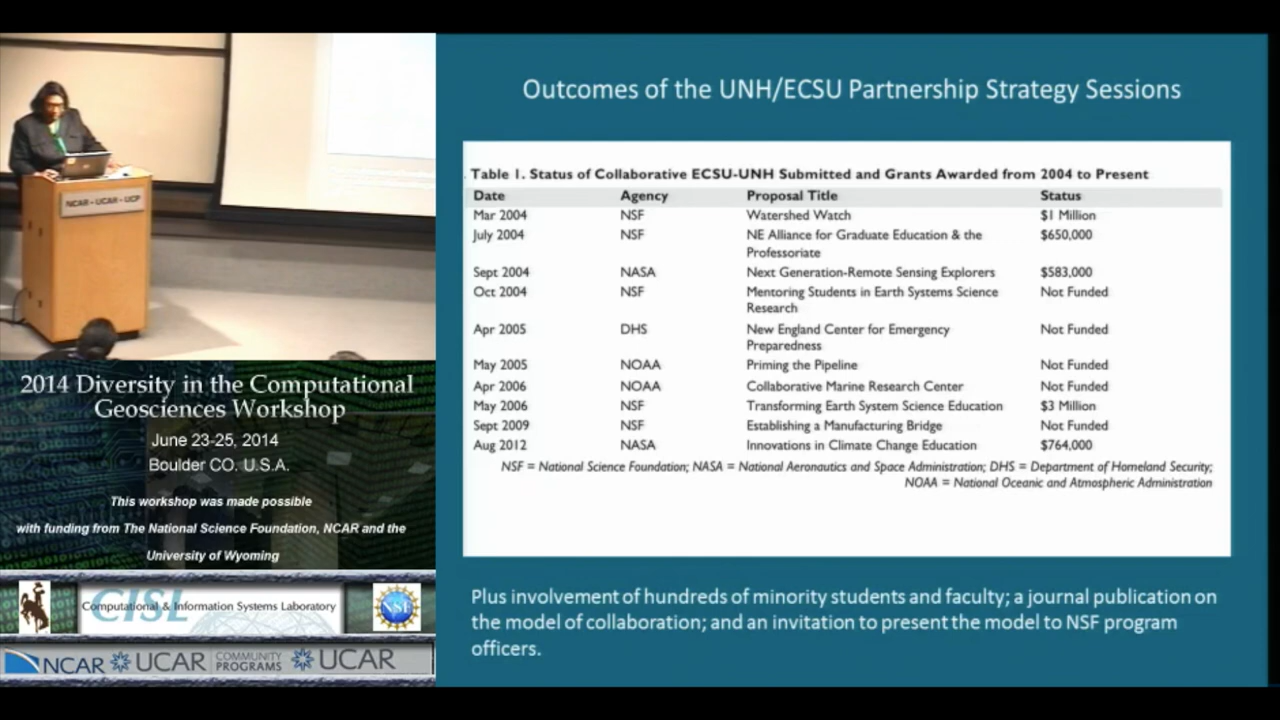 Outcomes of the UNH/ECSU Partnership Strategy Sessions
Table 1. Status of Collaborative ECSU-UNH Submitted and Grants Awarded from 2004 to Present
Date Agency Proposal Title Status
Mar 2004 NSF Watershed Watch $1 Million
July 2004 NSF NE Alliance for Graduate Education & the $650,000
Professoriate
Sept 2004 NASA Next Generation-Remote Sensing Explorers $583,000
Oct 2004 NSF Mentoring Students in Earth Systems Science Not Funded
Research
Apr 2005 DHS New England Center for Emergency Not Funded
Preparedness
May 2005 NOAA Priming the Pipeline Not Funded
Apr 2006 NOAA Collaborative Marine Research Center Not Funded
May 2006 NSF Transforming Earth System Science Education $3 Million
Sept 2009 NSF Establishing a Manufacturing Bridge Not Funded
Aug 2012 NASA Innovations in Climate Change Education $764,000
NSF = National Science Foundation; NASA = National Aeronautics and Space Administration; DHS = Department of Homeland Security;
NOAA = National Oceanic and Atmospheric Administration
Plus involvement of hundreds of minority students and faculty; a journal publication on
the model of collaboration; and an invitation to present the model to NSF program
officers.
NCAR • UCAR • UCP
2014 Diversity in the Computational
Geosciences Workshop
June 23-25, 2014
Boulder CO. U.S.A.
This workshop was made possible
with funding from The National Science Foundation, NCAR and the
University of Wyoming
CISL
Computational & Information Systems Laboratory
NSF
NCAR UCAR COMMUNITY PROGRAMS UCAR